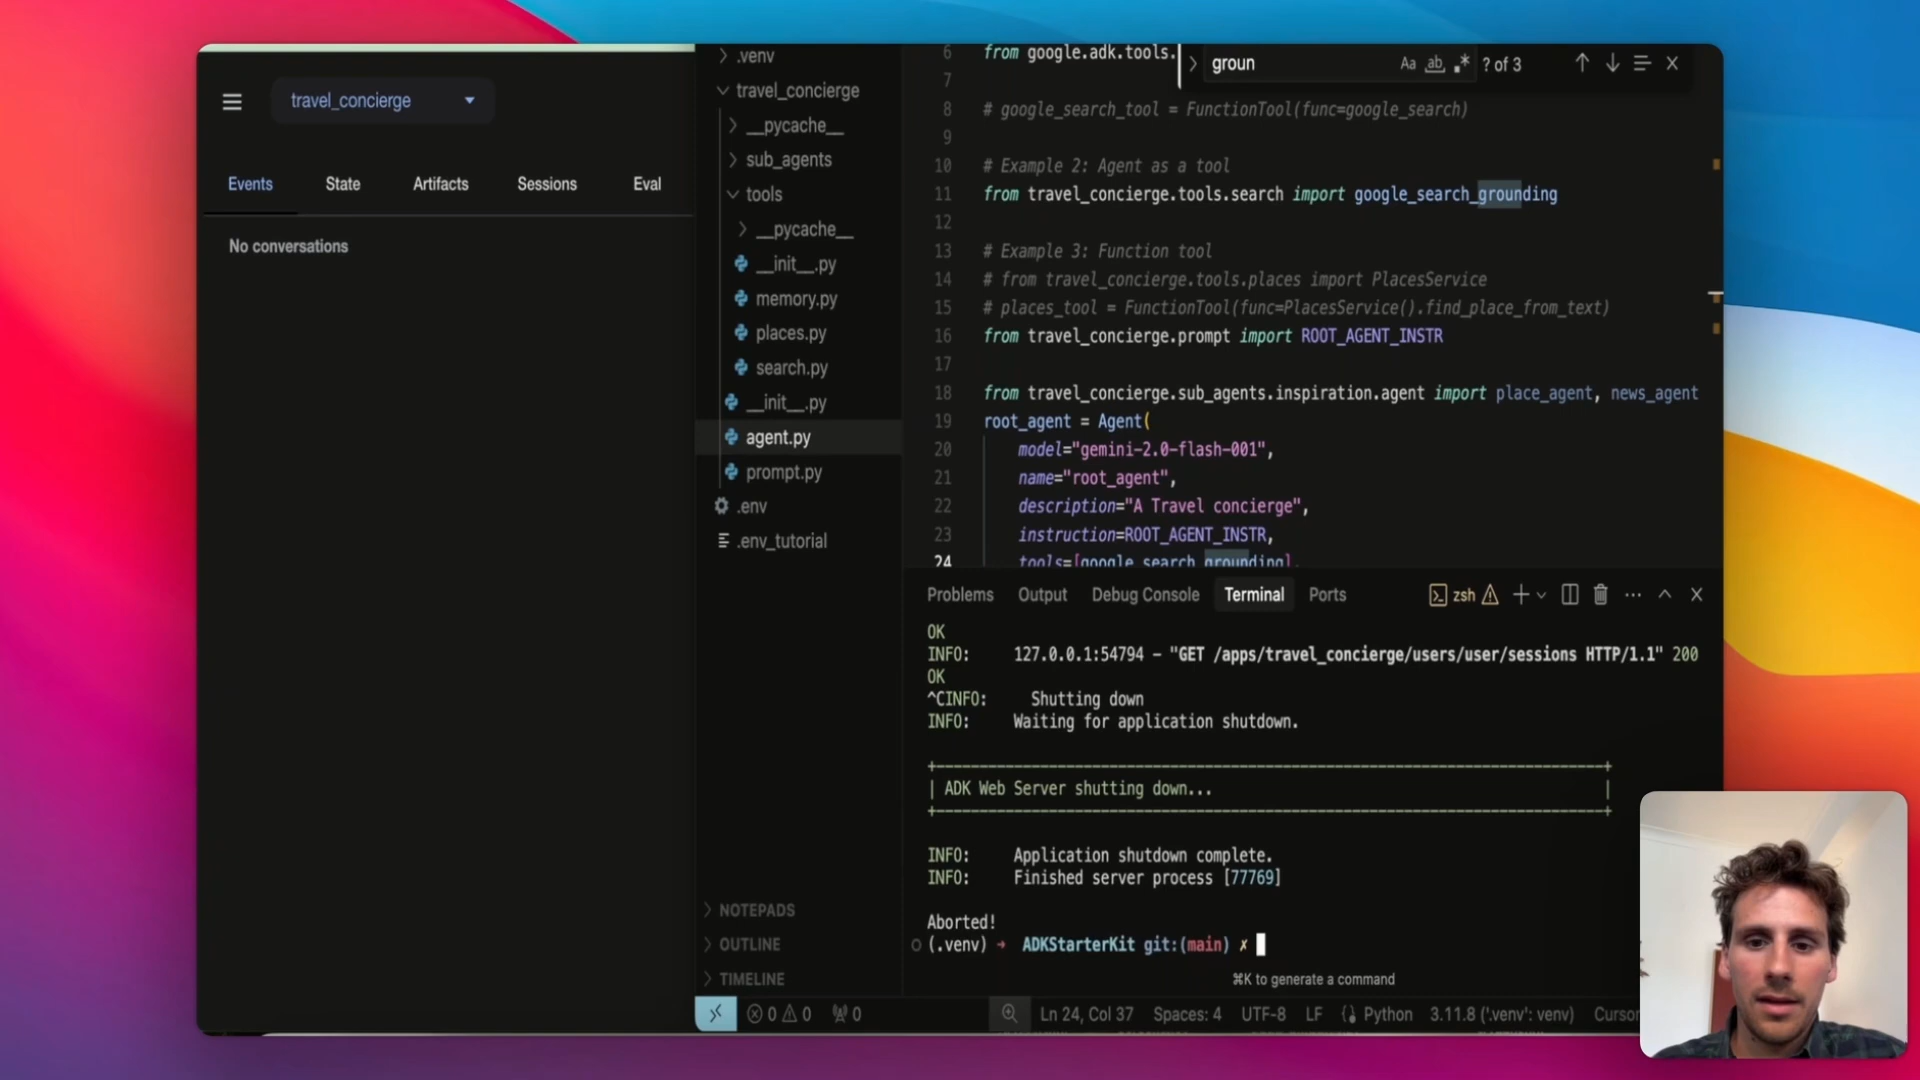 travel_concierge
Events State Artifacts Sessions Eval
No conversations
.venv
travel_concierge
__pycache__
sub_agents
tools
__pycache__
__init__.py
memory.py
places.py
search.py
__init__.py
agent.py
prompt.py
.env
.env_tutorial
NOTEPADS
OUTLINE
TIMELINE
groun Aa ab .* ? of 3
6 from google.adk.tools.
7
8 # google_search_tool = FunctionTool(func=google_search)
9
10 # Example 2: Agent as a tool
11 from travel_concierge.tools.search import google_search_grounding
12
13 # Example 3: Function tool
14 # from travel_concierge.tools.places import PlacesService
15 # places_tool = FunctionTool(func=PlacesService().find_place_from_text)
16 from travel_concierge.prompt import ROOT_AGENT_INSTR
17
18 from travel_concierge.sub_agents.inspiration.agent import place_agent, news_agent
19 root_agent = Agent(
20 model="gemini-2.0-flash-001",
21 name="root_agent",
22 description="A Travel concierge",
23 instruction=ROOT_AGENT_INSTR,
24 tools=[google_search_grounding],
Problems Output Debug Console Terminal Ports zsh
OK
INFO: 127.0.0.1:54794 - "GET /apps/travel_concierge/users/user/sessions HTTP/1.1" 200
OK
^CINFO: Shutting down
INFO: Waiting for application shutdown.
+-----------------------------------------------------------------------------+
| ADK Web Server shutting down... |
+-----------------------------------------------------------------------------+
INFO: Application shutdown complete.
INFO: Finished server process [77769]
Aborted!
(.venv) ➜ ADKStarterKit git:(main) ✗
⌘K to generate a command
0 0 0 Ln 24, Col 37 Spaces: 4 UTF-8 LF Python 3.11.8 ('.venv': venv) Cursor